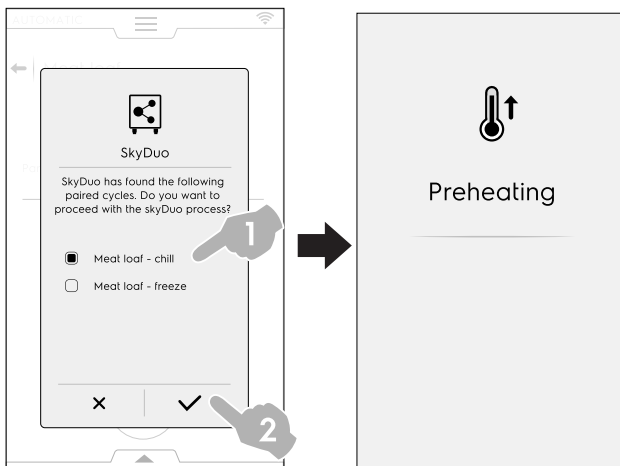 AUTOMATIC
SkyDuo
SkyDuo has found the following
paired cycles. Do you want to
proceed with the skyDuo process?
Meat loaf - chill
Meat loaf - freeze
1
2
Preheating